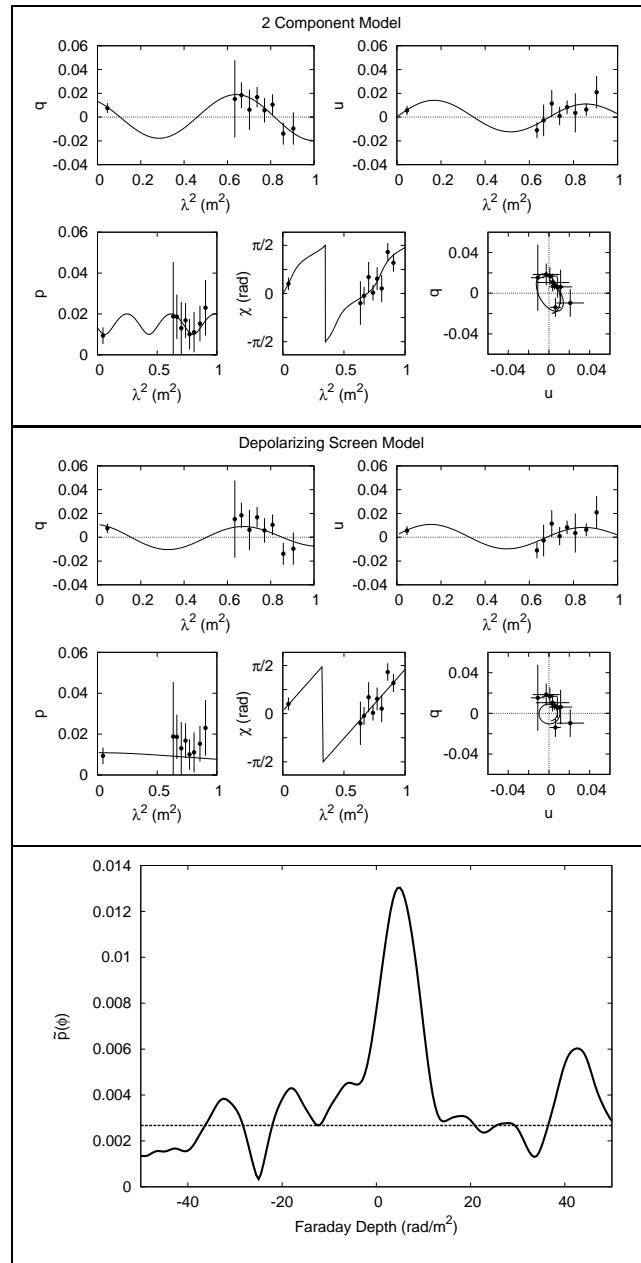 2 Component Model
0.06
0.04
0.02
0
-0.02
-0.04
q
0 0.2 0.4 0.6 0.8 1
λ² (m²)
0.06
0.04
0.02
0
-0.02
-0.04
u
0 0.2 0.4 0.6 0.8 1
λ² (m²)
0.06
0.04
0.02
0
p
0 1
λ² (m²)
π/2
0
-π/2
χ (rad)
0 1
λ² (m²)
0.04
0
-0.04
q
-0.04 0 0.04
u
Depolarizing Screen Model
0.06
0.04
0.02
0
-0.02
-0.04
q
0 0.2 0.4 0.6 0.8 1
λ² (m²)
0.06
0.04
0.02
0
-0.02
-0.04
u
0 0.2 0.4 0.6 0.8 1
λ² (m²)
0.06
0.04
0.02
0
p
0 1
λ² (m²)
π/2
0
-π/2
χ (rad)
0 1
λ² (m²)
0.04
0
-0.04
q
-0.04 0 0.04
u
0.014
0.012
0.01
0.008
0.006
0.004
0.002
0
p̃(ϕ)
-40 -20 0 20 40
Faraday Depth (rad/m²)